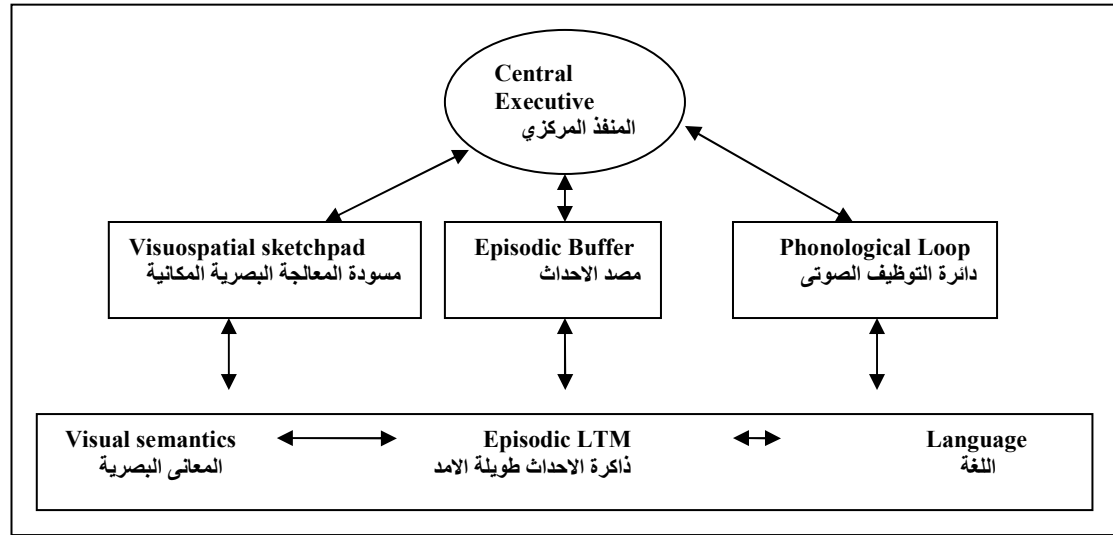 Central
Executive
المنفذ المركزي
Visuospatial sketchpad
مسودة المعالجة البصرية المكانية
Episodic Buffer
مصد الاحداث
Phonological Loop
دائرة التوظيف الصوتى
Visual semantics
المعانى البصرية
Episodic LTM
ذاكرة الاحداث طويلة الامد
Language
اللغة